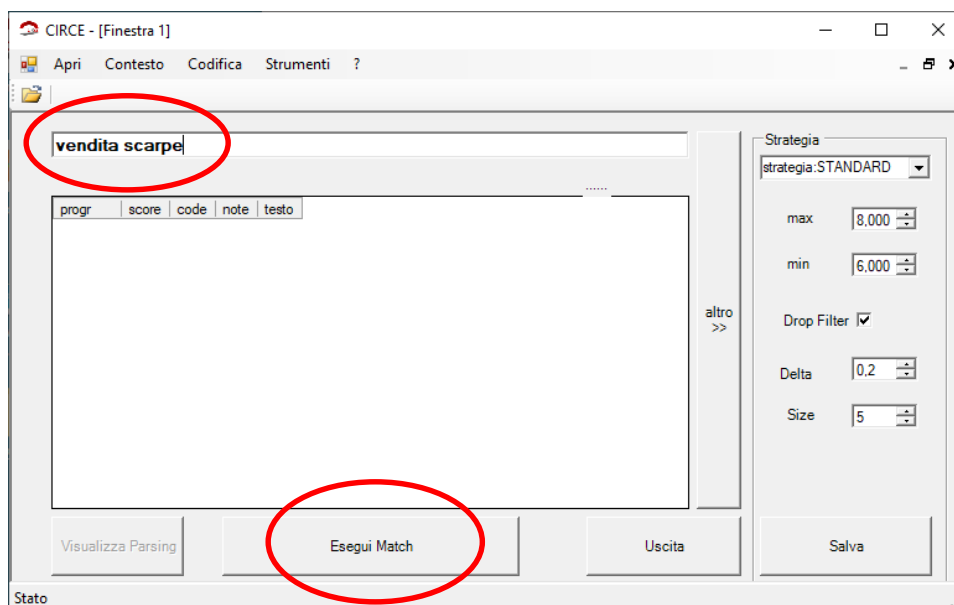 CIRCE - [Finestra 1]
Apri Contesto Codifica Strumenti ?
vendita scarpe
......
progr score code note testo
altro
>>
Strategia
strategia:STANDARD
max 8,000
min 6,000
Drop Filter
Delta 0,2
Size 5
Visualizza Parsing Esegui Match Uscita Salva
Stato